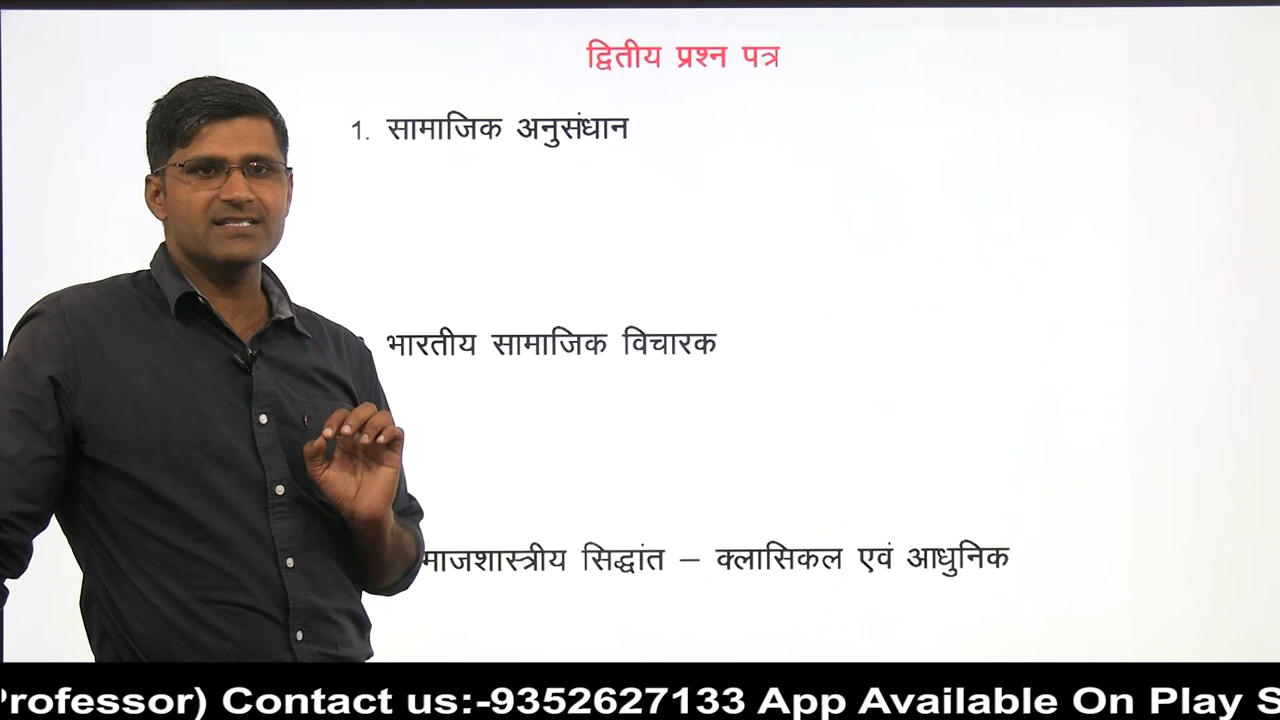 द्वितीय प्रश्न पत्र
1. सामाजिक अनुसंधान
भारतीय सामाजिक विचारक
माजशास्त्रीय सिद्धांत – क्लासिकल एवं आधुनिक
Professor) Contact us:-9352627133 App Available On Play S